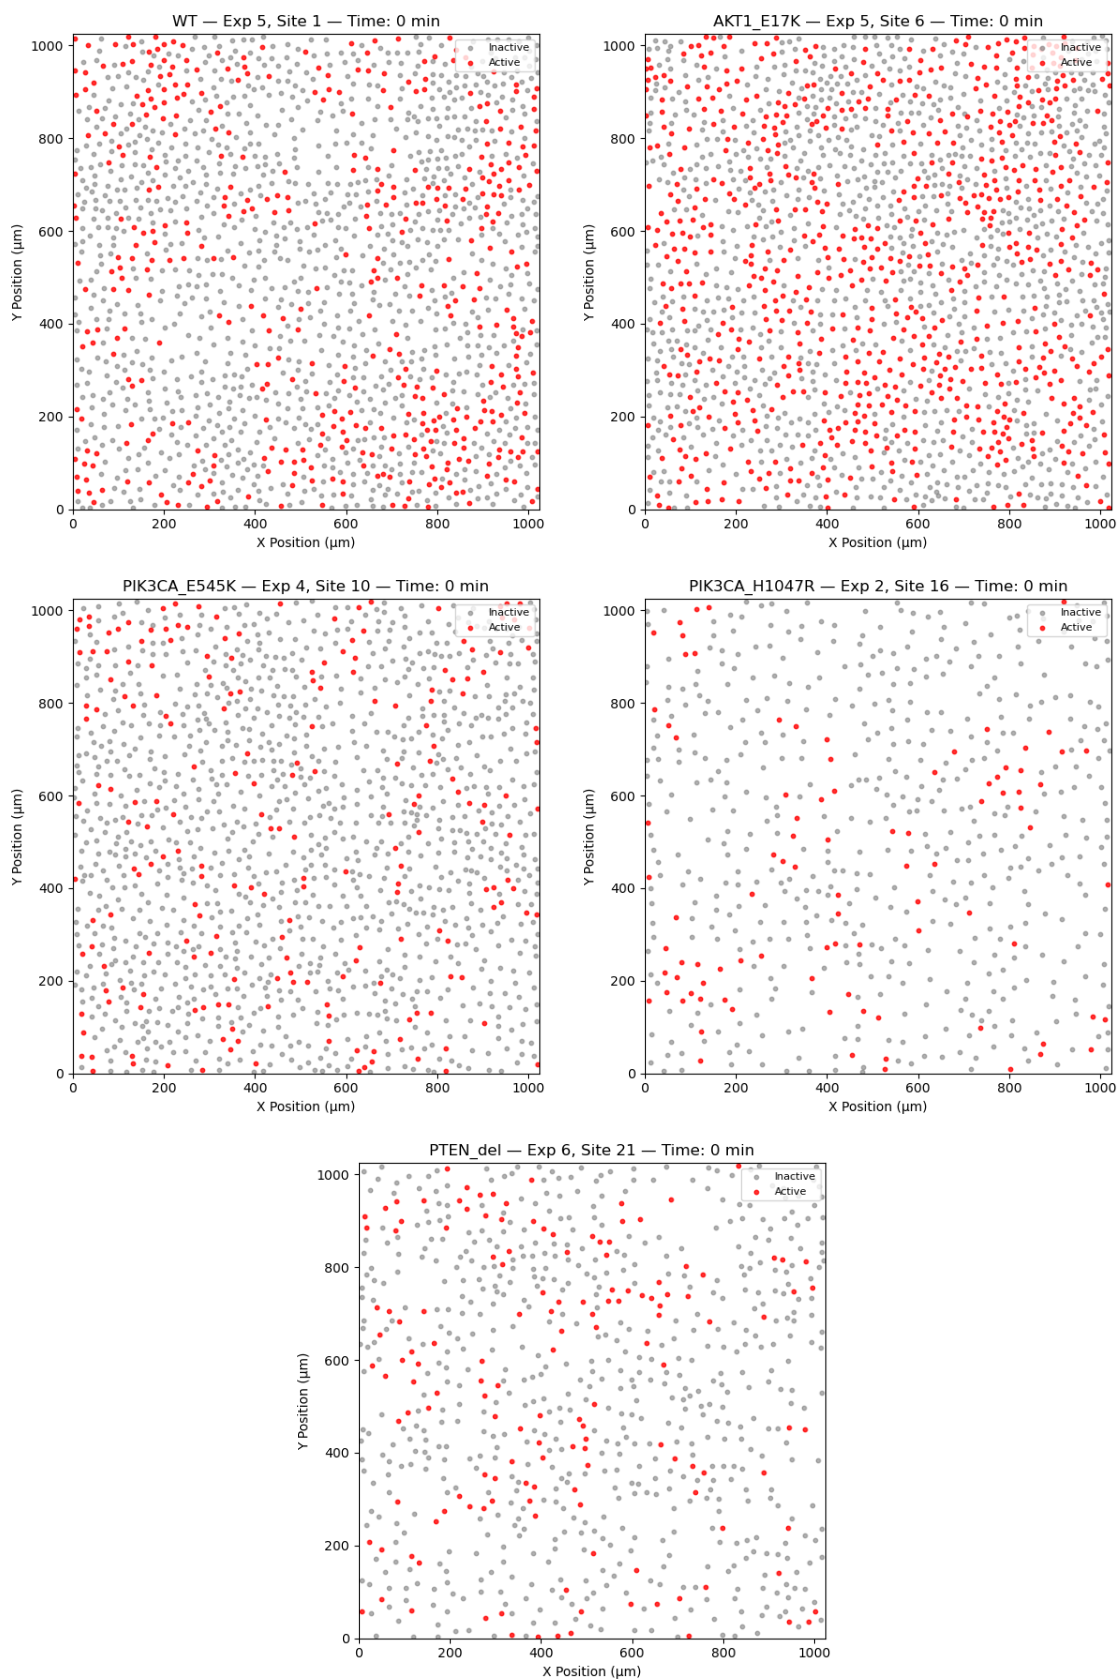 WT — Exp 5, Site 1 — Time: 0 min
Inactive
Active
1000
800
600
400
200
0
Y Position (µm)
0 200 400 600 800 1000
X Position (µm)
AKT1_E17K — Exp 5, Site 6 — Time: 0 min
Inactive
Active
1000
800
600
400
200
0
Y Position (µm)
0 200 400 600 800 1000
X Position (µm)
PIK3CA_E545K — Exp 4, Site 10 — Time: 0 min
Inactive
Active
1000
800
600
400
200
0
Y Position (µm)
0 200 400 600 800 1000
X Position (µm)
PIK3CA_H1047R — Exp 2, Site 16 — Time: 0 min
Inactive
Active
1000
800
600
400
200
0
Y Position (µm)
0 200 400 600 800 1000
X Position (µm)
PTEN_del — Exp 6, Site 21 — Time: 0 min
Inactive
Active
1000
800
600
400
200
0
Y Position (µm)
0 200 400 600 800 1000
X Position (µm)